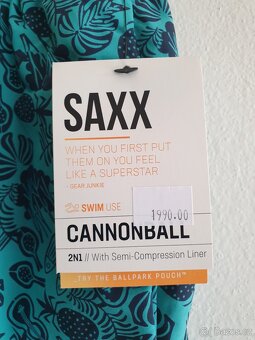 SAXX
WHEN YOU FIRST PUT
THEM ON YOU FEEL
LIKE A SUPERSTAR
- GEAR JUNKIE
SWIM USE
1990.00
CANNONBALL
2N1 // With Semi-Compression Liner
TRY THE BALLPARK POUCH™